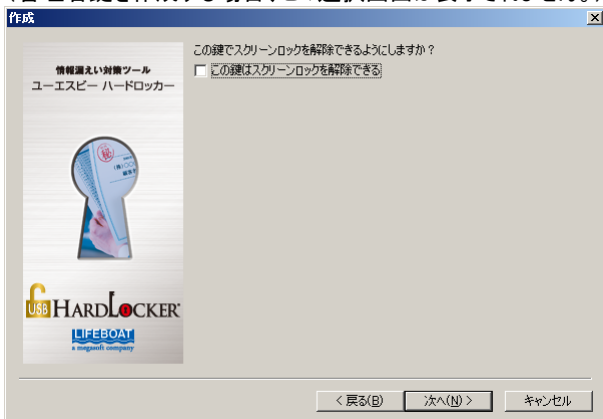 作成
この鍵でスクリーンロックを解除できるようにしますか？
この鍵はスクリーンロックを解除できる
情報漏えい対策ツール
ユーエスビー ハードロッカー
㊙
USB HARDLOCKER
LIFEBOAT
a megasoft company
< 戻る(B)
次へ(N) >
キャンセル